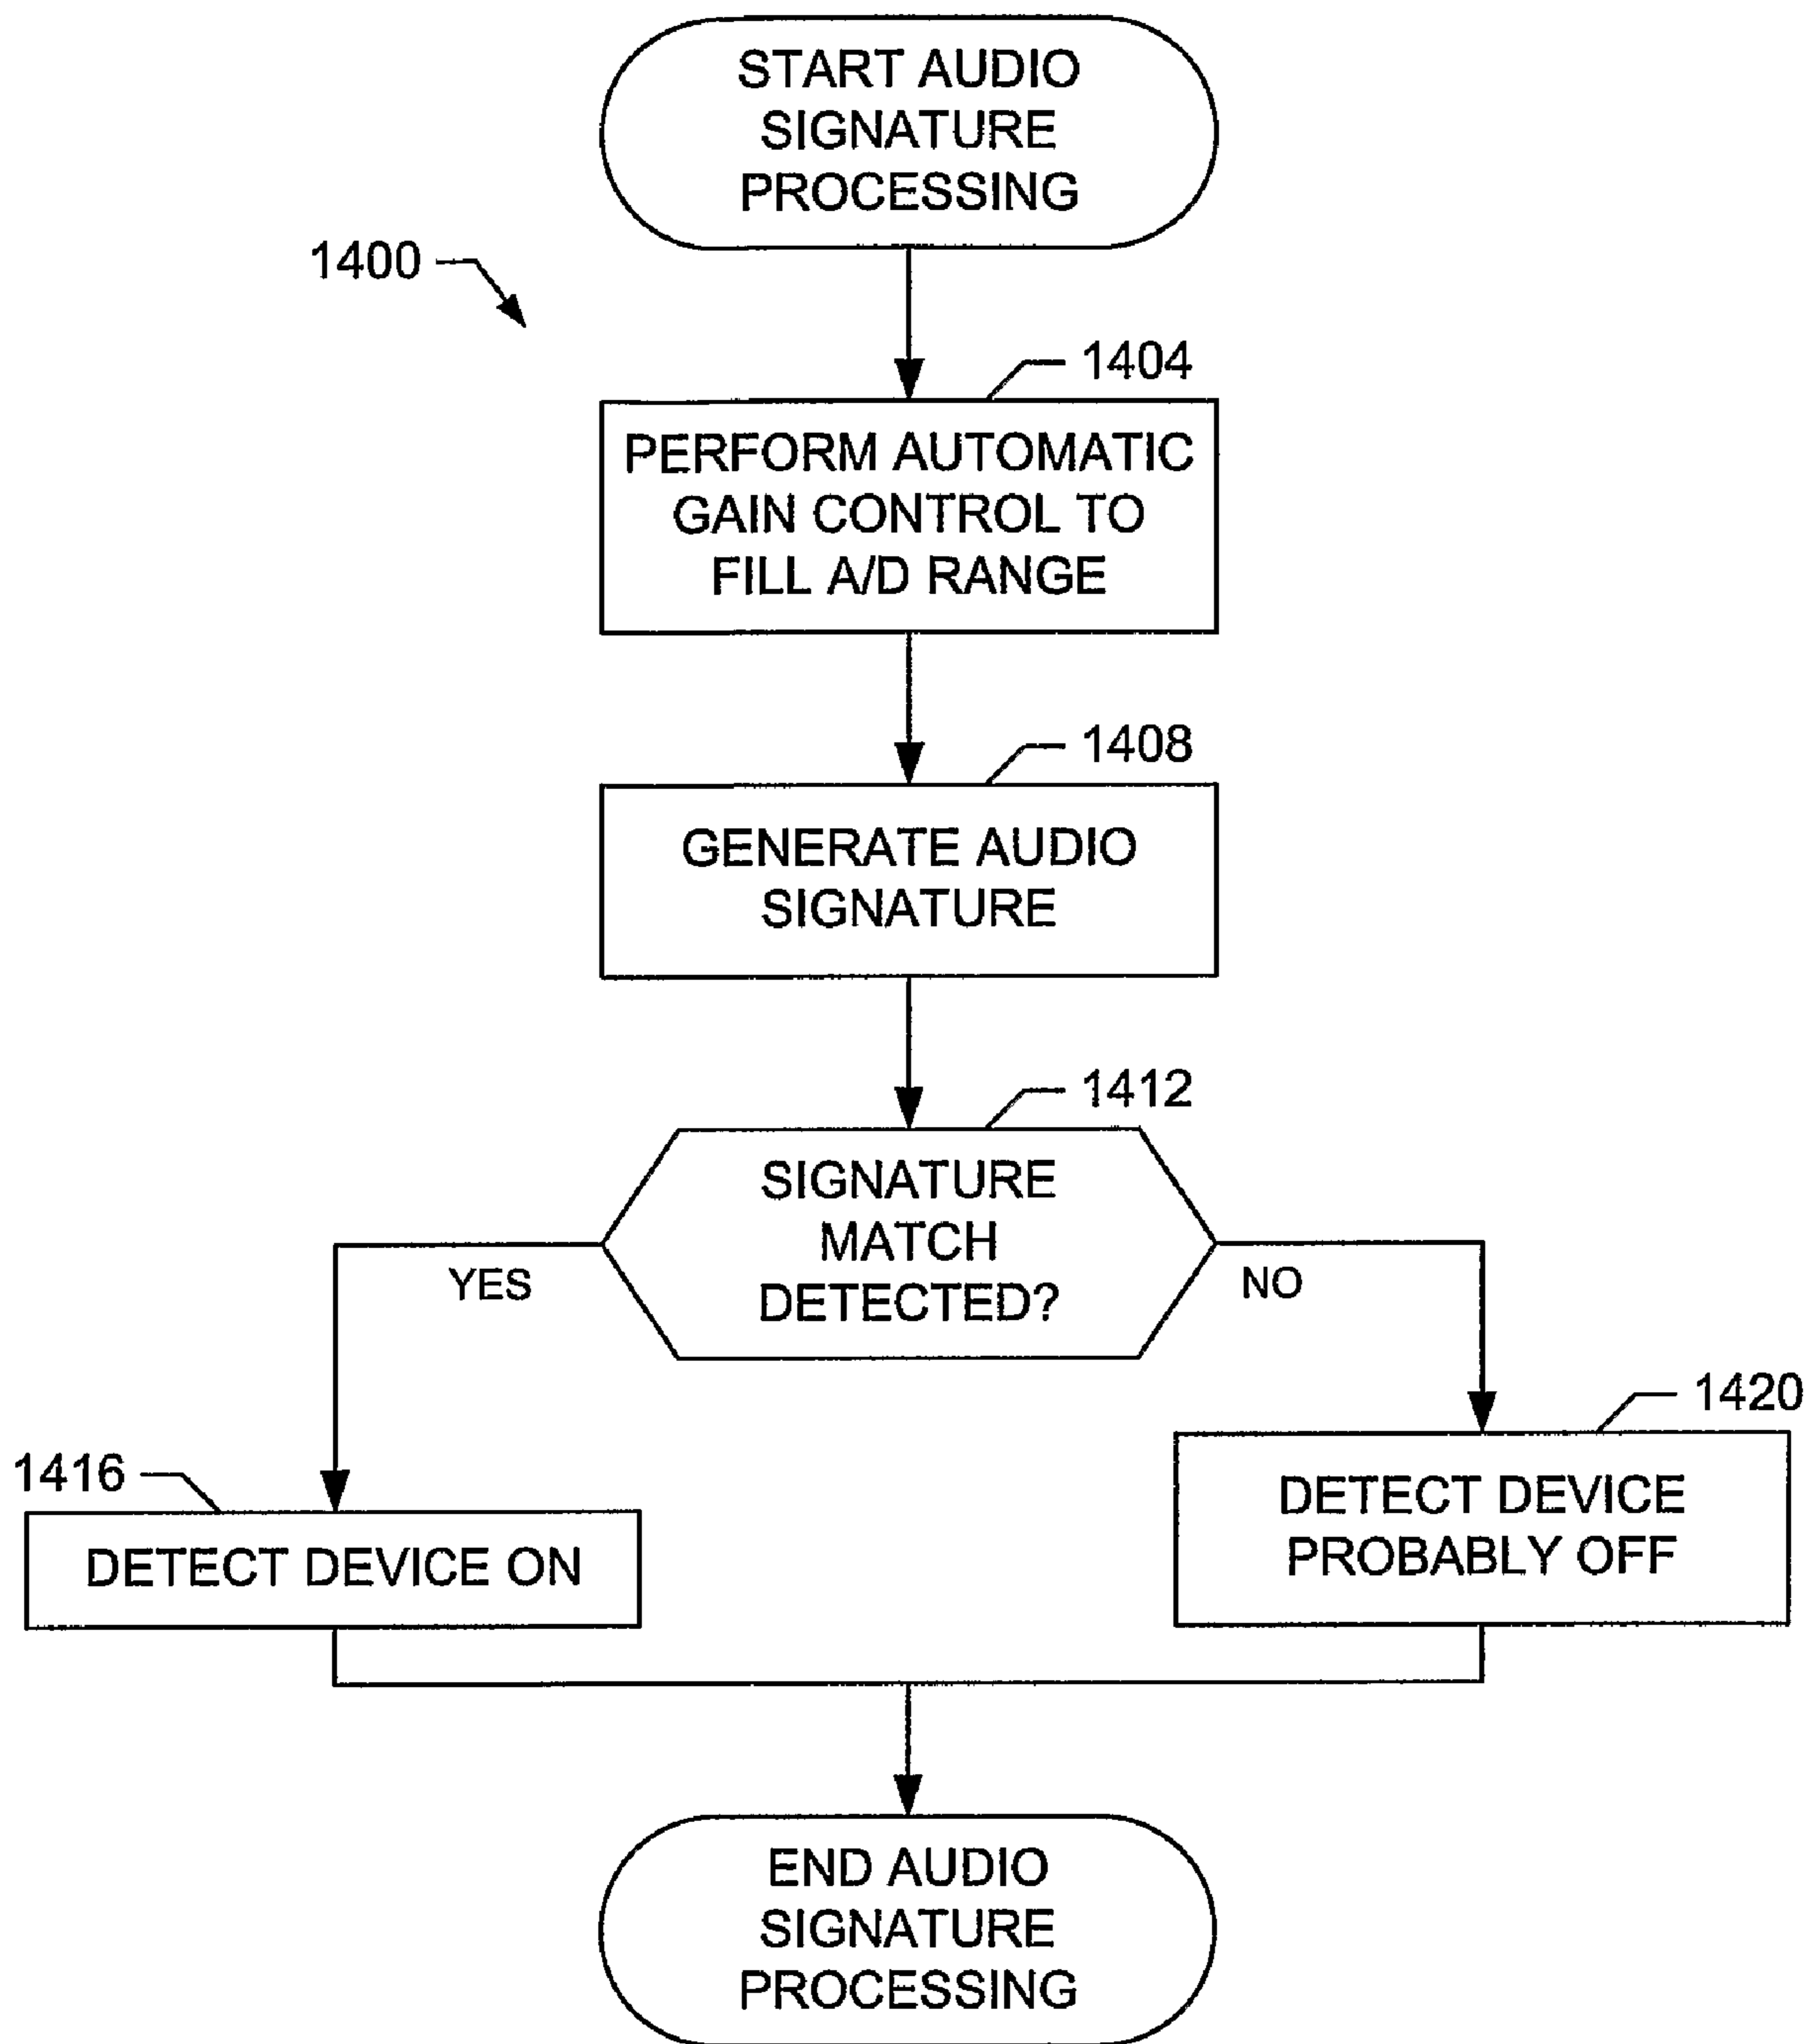 START AUDIO
SIGNATURE
PROCESSING
1400
1404
PERFORM AUTOMATIC
GAIN CONTROL TO
FILL A/D RANGE
1408
GENERATE AUDIO
SIGNATURE
1412
SIGNATURE
MATCH
DETECTED?
YES
NO
1416
DETECT DEVICE ON
1420
DETECT DEVICE
PROBABLY OFF
END AUDIO
SIGNATURE
PROCESSING